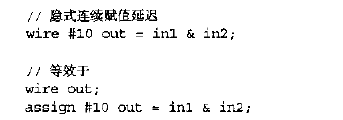 // 隐式连续赋值延迟
wire #10 out = in1 & in2;
// 等效于
wire out;
assign #10 out = in1 & in2;